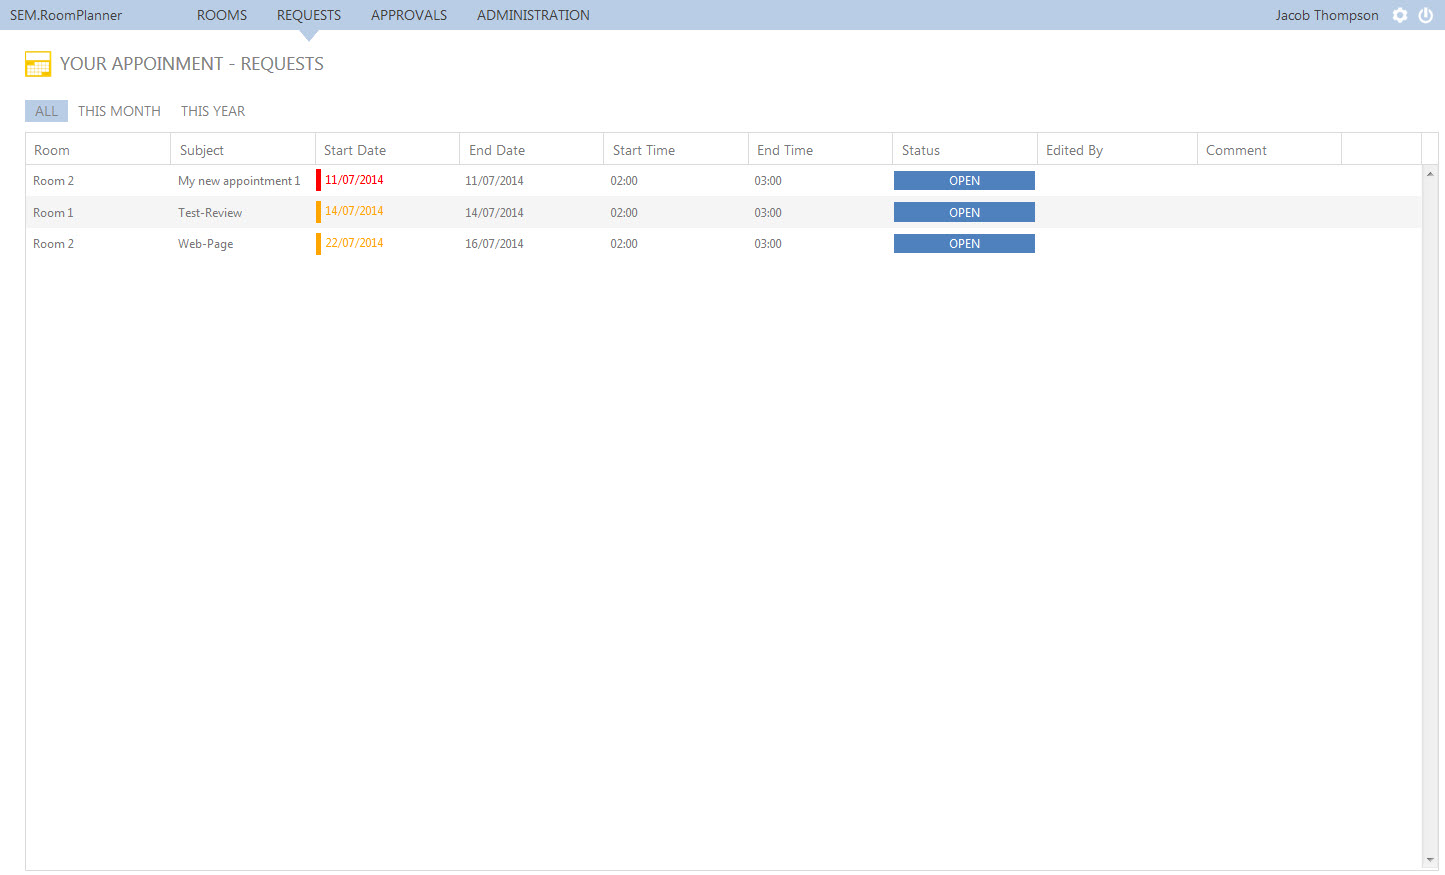 SEM.RoomPlanner ROOMS REQUESTS APPROVALS ADMINISTRATION Jacob Thompson
YOUR APPOINMENT - REQUESTS
ALL THIS MONTH THIS YEAR
Room Subject Start Date End Date Start Time End Time Status Edited By Comment
Room 2 My new appointment 1 11/07/2014 11/07/2014 02:00 03:00 OPEN
Room 1 Test-Review 14/07/2014 14/07/2014 02:00 03:00 OPEN
Room 2 Web-Page 22/07/2014 16/07/2014 02:00 03:00 OPEN